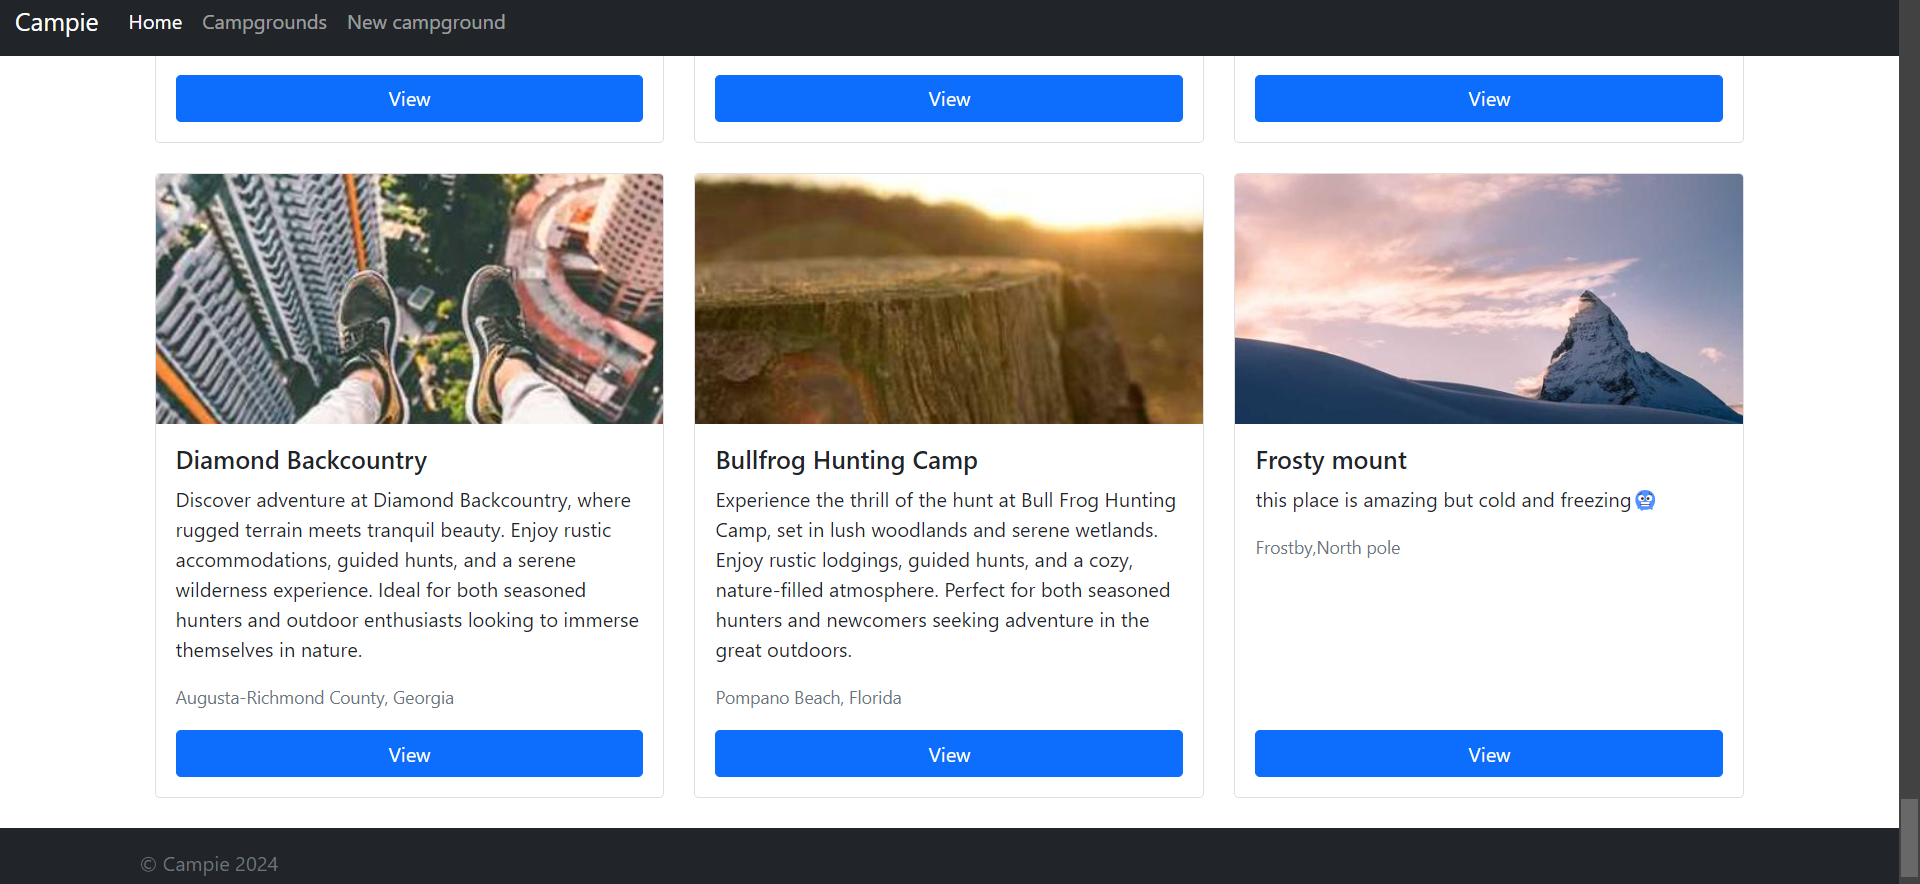 Campie Home Campgrounds New campground
View View View
Diamond Backcountry
Discover adventure at Diamond Backcountry, where
rugged terrain meets tranquil beauty. Enjoy rustic
accommodations, guided hunts, and a serene
wilderness experience. Ideal for both seasoned
hunters and outdoor enthusiasts looking to immerse
themselves in nature.
Augusta-Richmond County, Georgia
View
Bullfrog Hunting Camp
Experience the thrill of the hunt at Bull Frog Hunting
Camp, set in lush woodlands and serene wetlands.
Enjoy rustic lodgings, guided hunts, and a cozy,
nature-filled atmosphere. Perfect for both seasoned
hunters and newcomers seeking adventure in the
great outdoors.
Pompano Beach, Florida
View
Frosty mount
this place is amazing but cold and freezing🥶
Frostby,North pole
View
© Campie 2024